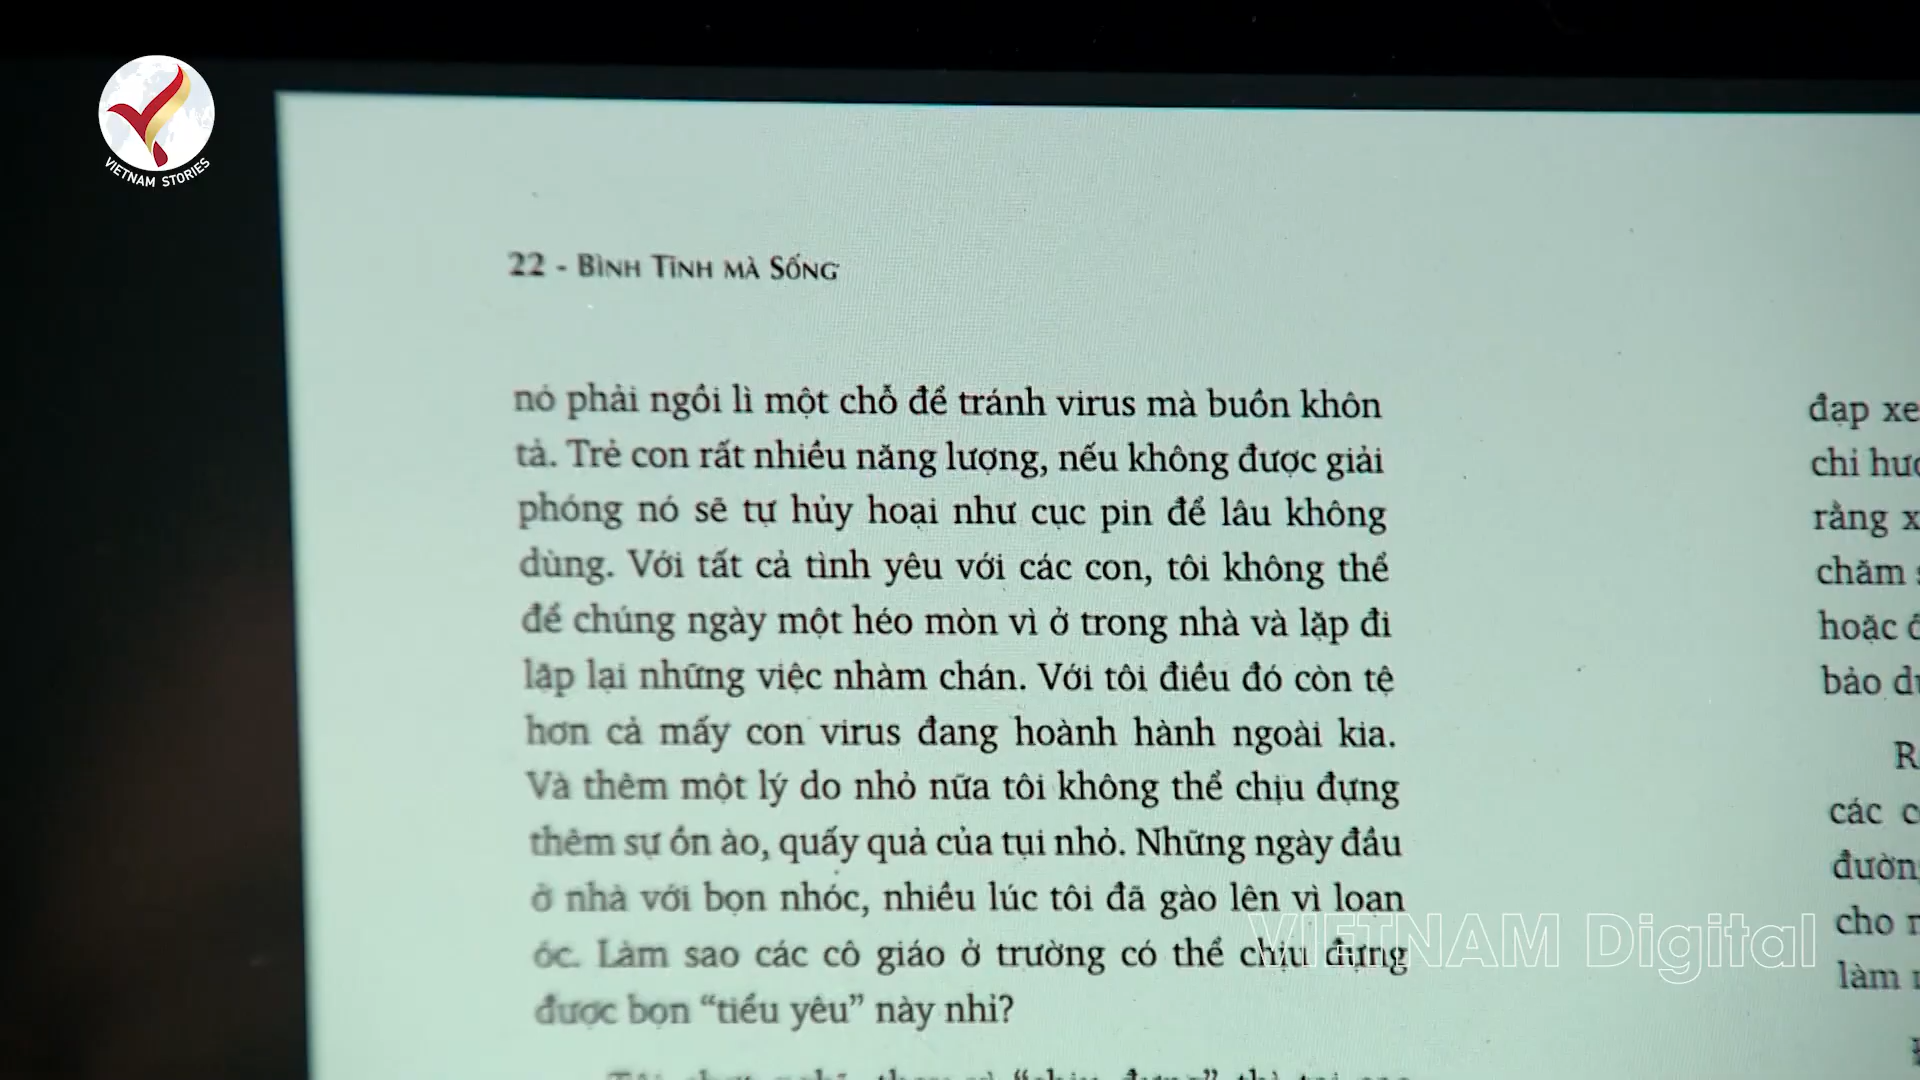 VIETNAM STORIES
22 - BÌNH TĨNH MÀ SỐNG
nó phải ngồi lì một chỗ để tránh virus mà buồn khôn
tả. Trẻ con rất nhiều năng lượng, nếu không được giải
phóng nó sẽ tự hủy hoại như cục pin để lâu không
dùng. Với tất cả tình yêu với các con, tôi không thể
để chúng ngày một héo mòn vì ở trong nhà và lặp đi
lặp lại những việc nhàm chán. Với tôi điều đó còn tệ
hơn cả mấy con virus đang hoành hành ngoài kia.
Và thêm một lý do nhỏ nữa tôi không thể chịu đựng
thêm sự ồn ào, quấy quả của tụi nhỏ. Những ngày đầu
ở nhà với bọn nhóc, nhiều lúc tôi đã gào lên vì loạn
óc. Làm sao các cô giáo ở trường có thể chịu đựng
được bọn “tiểu yêu” này nhỉ?
đạp xe
chi
rằng
chăm
hoặc
bảo
các
cho
làm
VIETNAM Digital